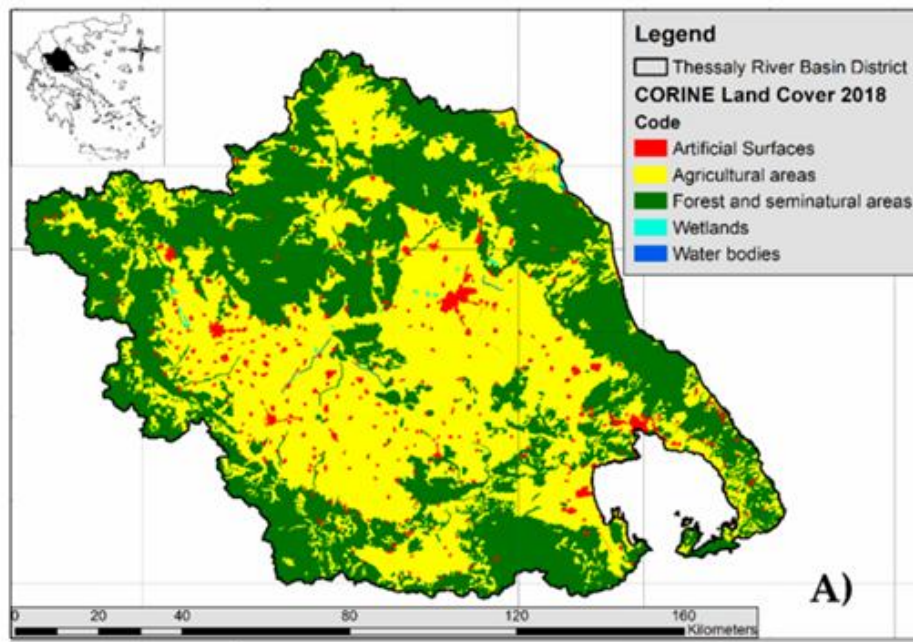 Legend
Thessaly River Basin District
CORINE Land Cover 2018
Code
Artificial Surfaces
Agricultural areas
Forest and seminatural areas
Wetlands
Water bodies
A)
0 20 40 80 120 160
Kilometers